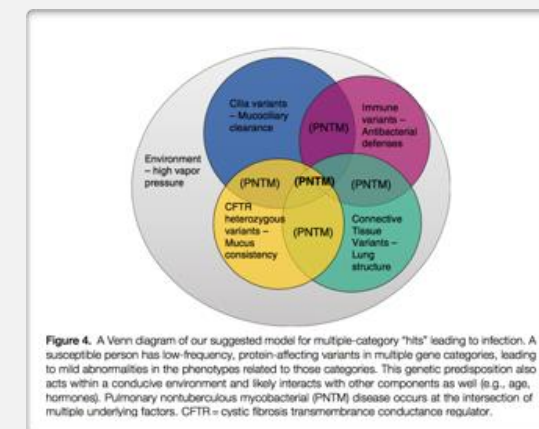 Cilia variants
– Mucociliary
clearance
Immune
variants –
Antibacterial
defenses
(PNTM)
Environment
– high vapor
pressure
(PNTM)
(PNTM)
(PNTM)
CFTR
heterozygous
variants –
Mucus
consistency
(PNTM)
Connective
Tissue
Variants –
Lung
structure
Figure 4. A Venn diagram of our suggested model for multiple-category "hits" leading to infection. A
susceptible person has low-frequency, protein-affecting variants in multiple gene categories, leading
to mild abnormalities in the phenotypes related to those categories. This genetic predisposition also
acts within a conducive environment and likely interacts with other components as well (e.g., age,
hormones). Pulmonary nontuberculous mycobacterial (PNTM) disease occurs at the intersection of
multiple underlying factors. CFTR = cystic fibrosis transmembrane conductance regulator.